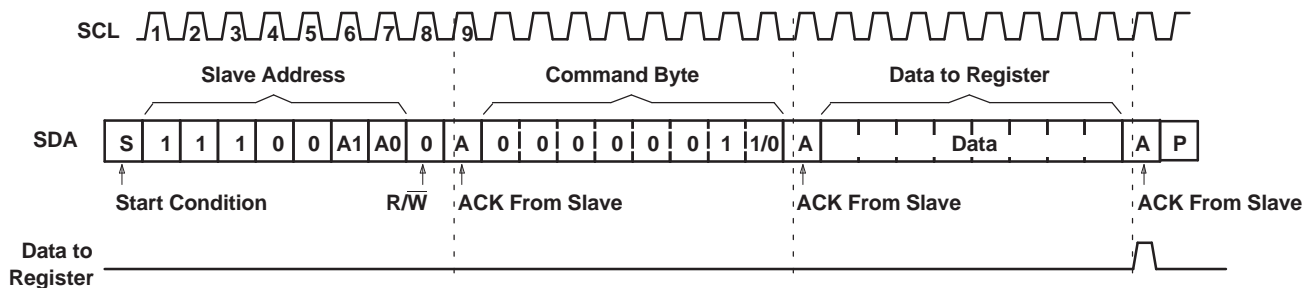 SCL 1 2 3 4 5 6 7 8 9
Slave Address Command Byte Data to Register
SDA S 1 1 1 0 0 A1 A0 0 A 0 0 0 0 0 0 1 1/0 A Data A P
Start Condition R/W̅ ACK From Slave ACK From Slave ACK From Slave
Data to
Register